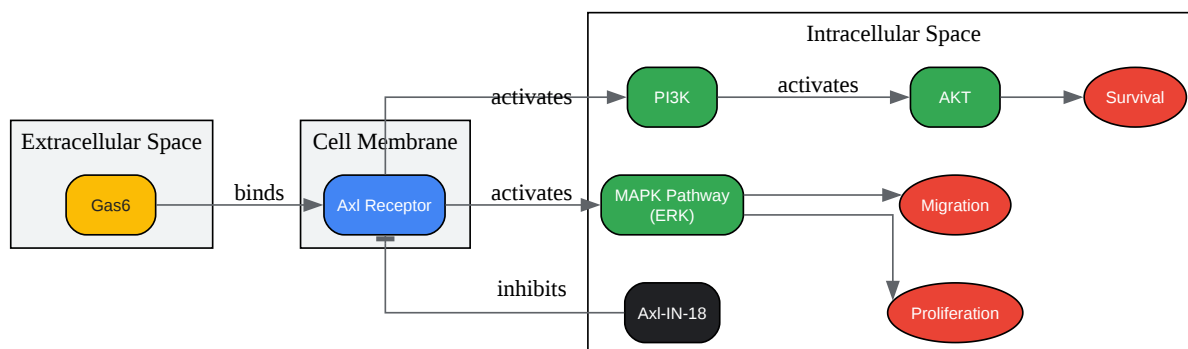 Intracellular Space
activates
PI3K
activates
AKT
Survival
Extracellular Space
Cell Membrane
Gas6
binds
Axl Receptor
activates
MAPK Pathway
(ERK)
Migration
inhibits
Axl-IN-18
Proliferation